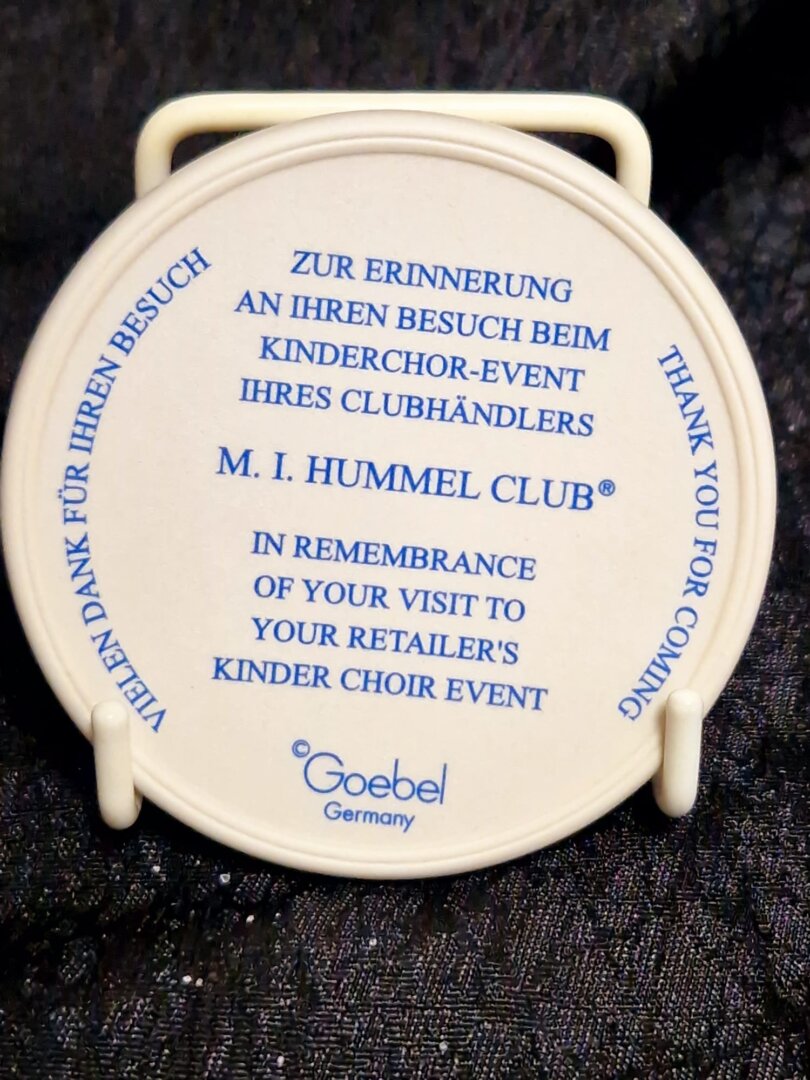 VIELEN DANK FÜR IHREN BESUCH
ZUR ERINNERUNG
AN IHREN BESUCH BEIM
KINDERCHOR-EVENT
IHRES CLUBHÄNDLERS
M. I. HUMMEL CLUB®
IN REMEMBRANCE
OF YOUR VISIT TO
YOUR RETAILER'S
KINDER CHOIR EVENT
THANK YOU FOR COMING
©Goebel
Germany